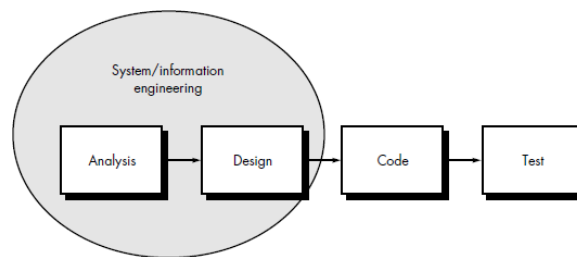 System/information
engineering
Analysis
Design
Code
Test